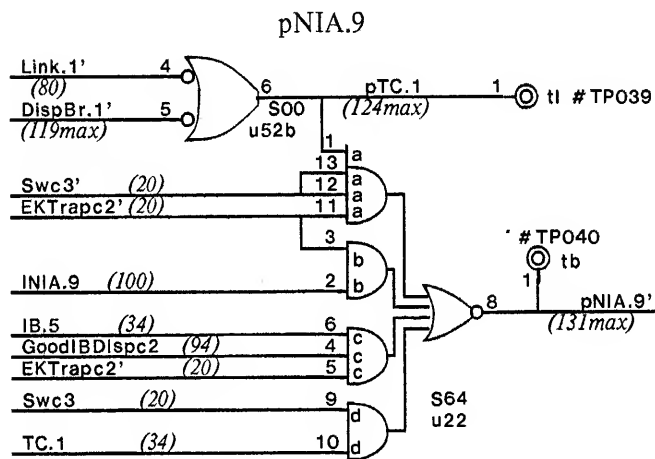 pNIA.9
Link.1' 4
(80)
6 pTC.1 1
S00 (124max) tl #TP039
DispBr.1' 5
(119max) u52b
1 a
13 a
Swc3' (20) 12 a
EKTrapc2' (20) 11 a
3 b
#TP040
tb
INIA.9 (100) 2 b
1
8 pNIA.9'
(131max)
IB.5 (34) 6 c
GoodIBDispc2 (94) 4 c
EKTrapc2' (20) 5 c
Swc3 (20) 9 d
S64
u22
TC.1 (34) 10 d